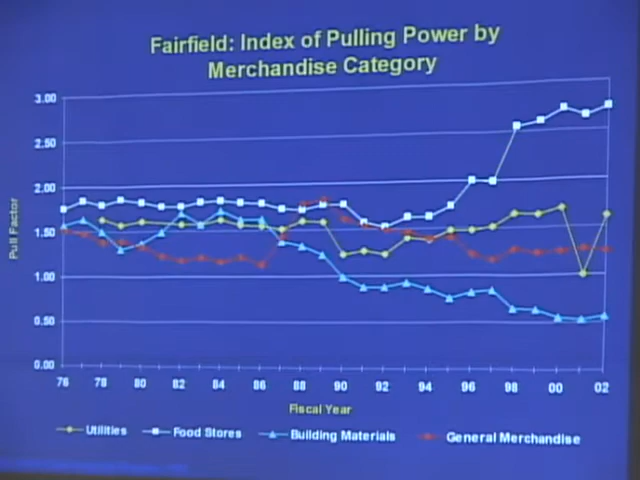 Fairfield: Index of Pulling Power by
Merchandise Category
3.00
2.50
2.00
1.50
1.00
0.50
0.00
Pull Factor
76 78 80 82 84 86 88 90 92 94 96 98 00 02
Fiscal Year
Utilities Food Stores Building Materials General Merchandise